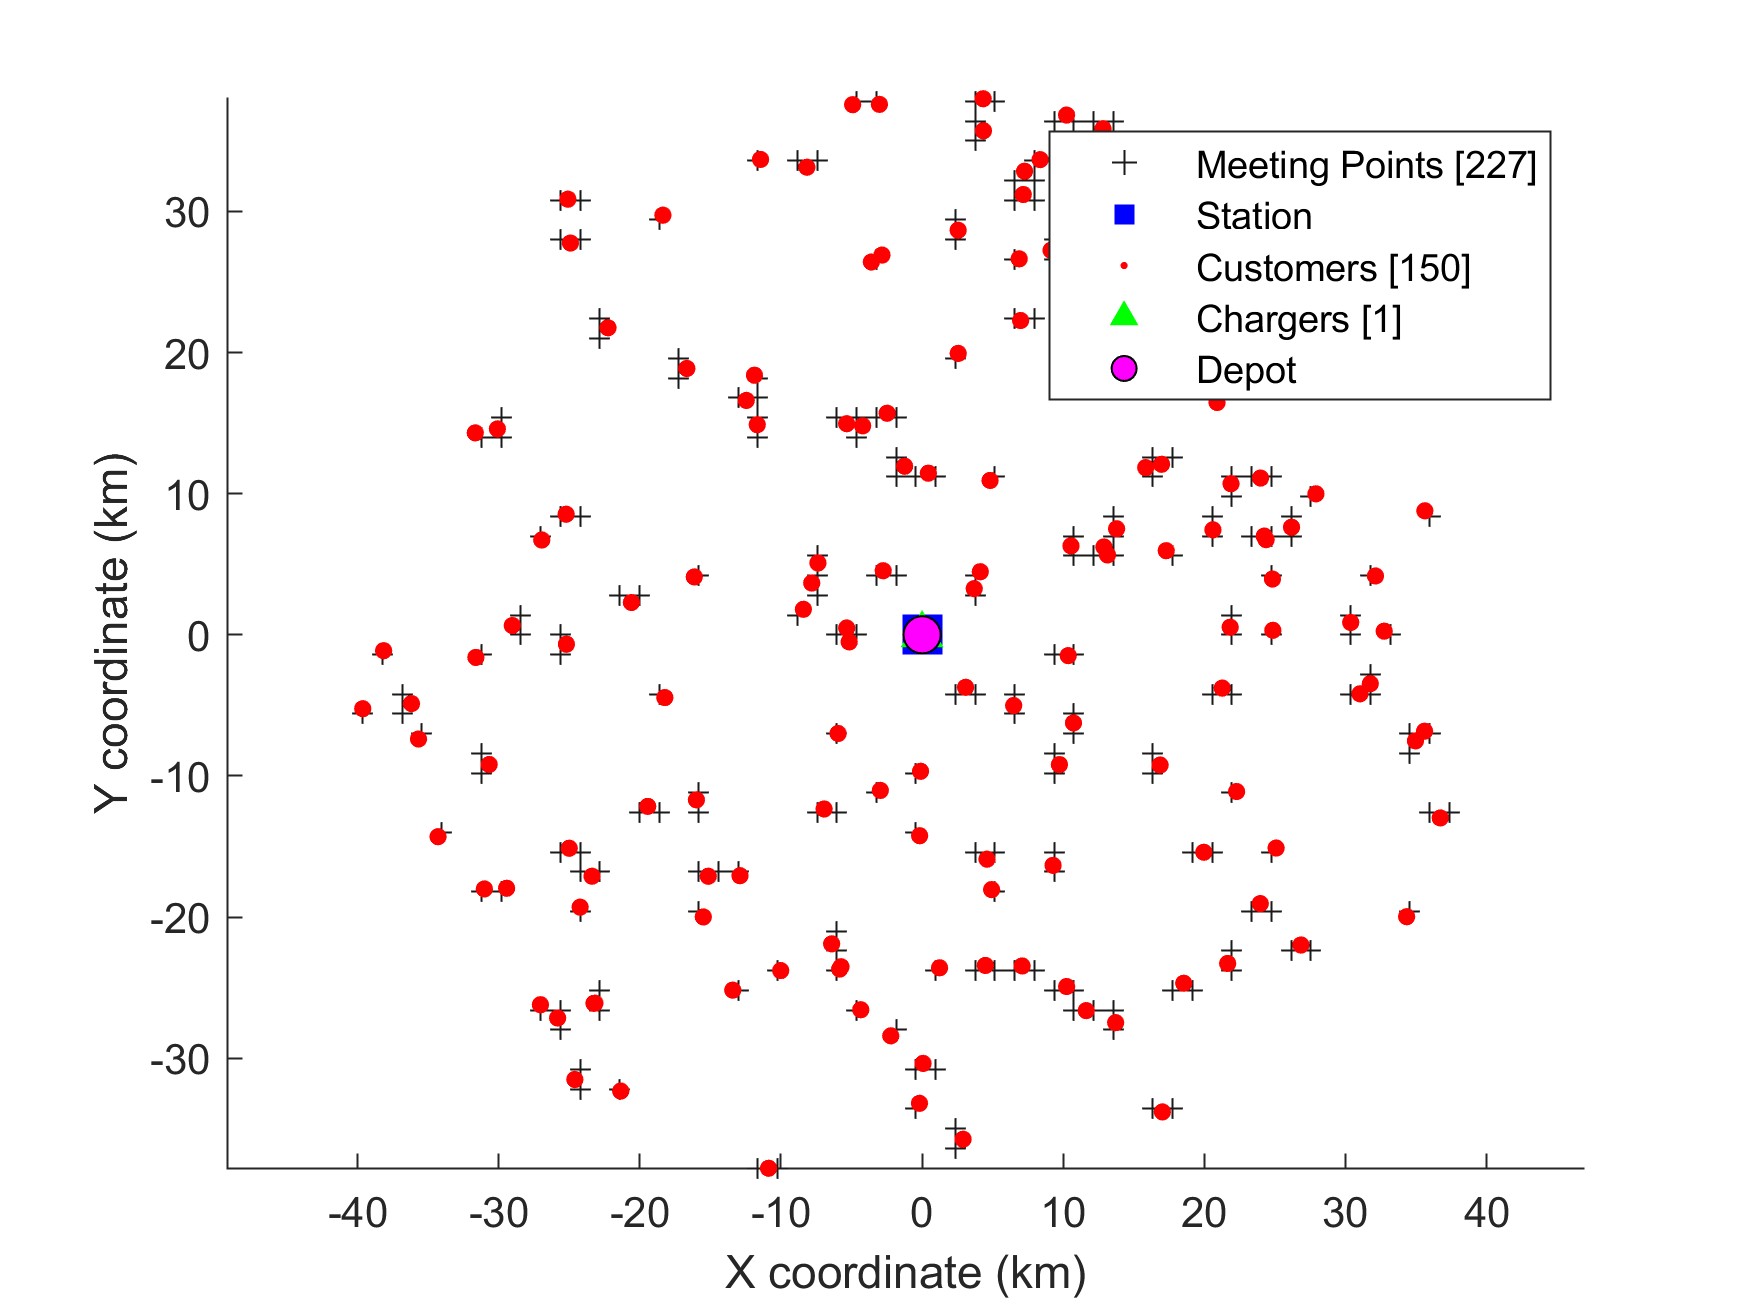 Meeting Points [227]
Station
Customers [150]
Chargers [1]
Depot
30
20
10
0
-10
-20
-30
Y coordinate (km)
-40 -30 -20 -10 0 10 20 30 40
X coordinate (km)